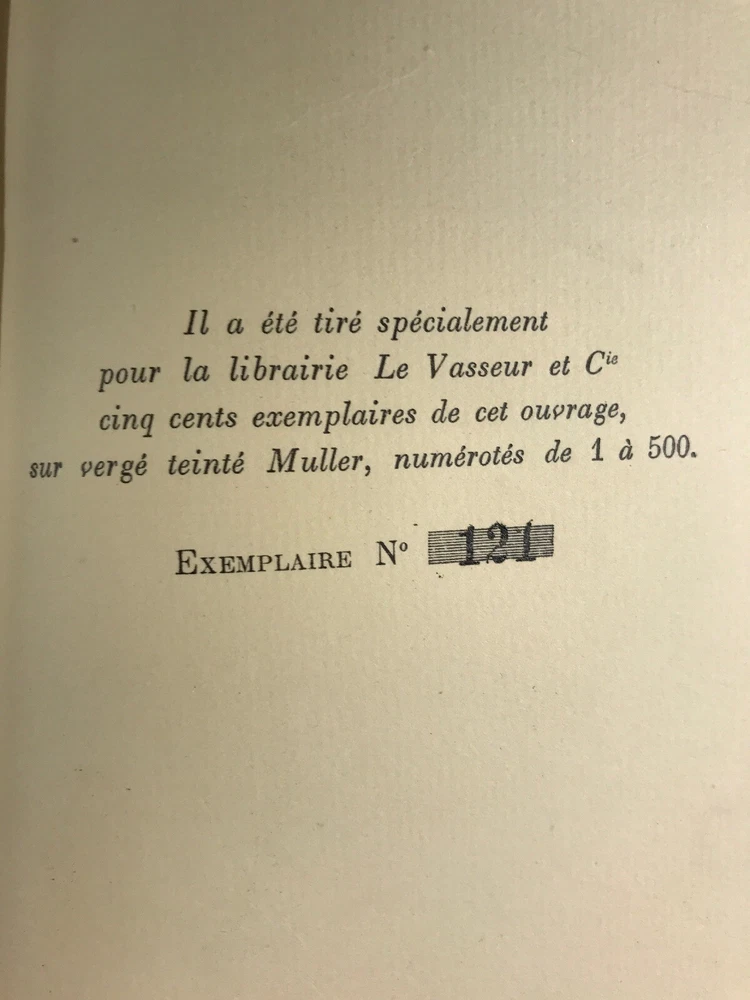 Il a été tiré spécialement
pour la librairie Le Vasseur et Cie
cinq cents exemplaires de cet ouvrage,
sur vergé teinté Muller, numérotés de 1 à 500.
EXEMPLAIRE No 121